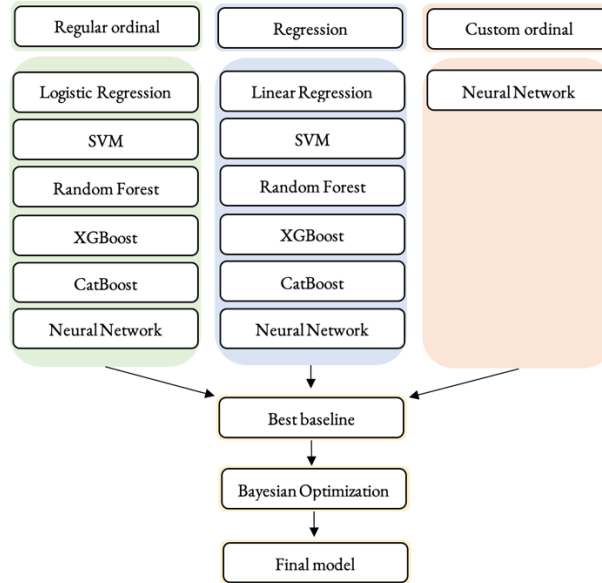 Regular ordinal
Logistic Regression
SVM
Random Forest
XGBoost
CatBoost
Neural Network
Regression
Linear Regression
SVM
Random Forest
XGBoost
CatBoost
Neural Network
Custom ordinal
Neural Network
Best baseline
Bayesian Optimization
Final model